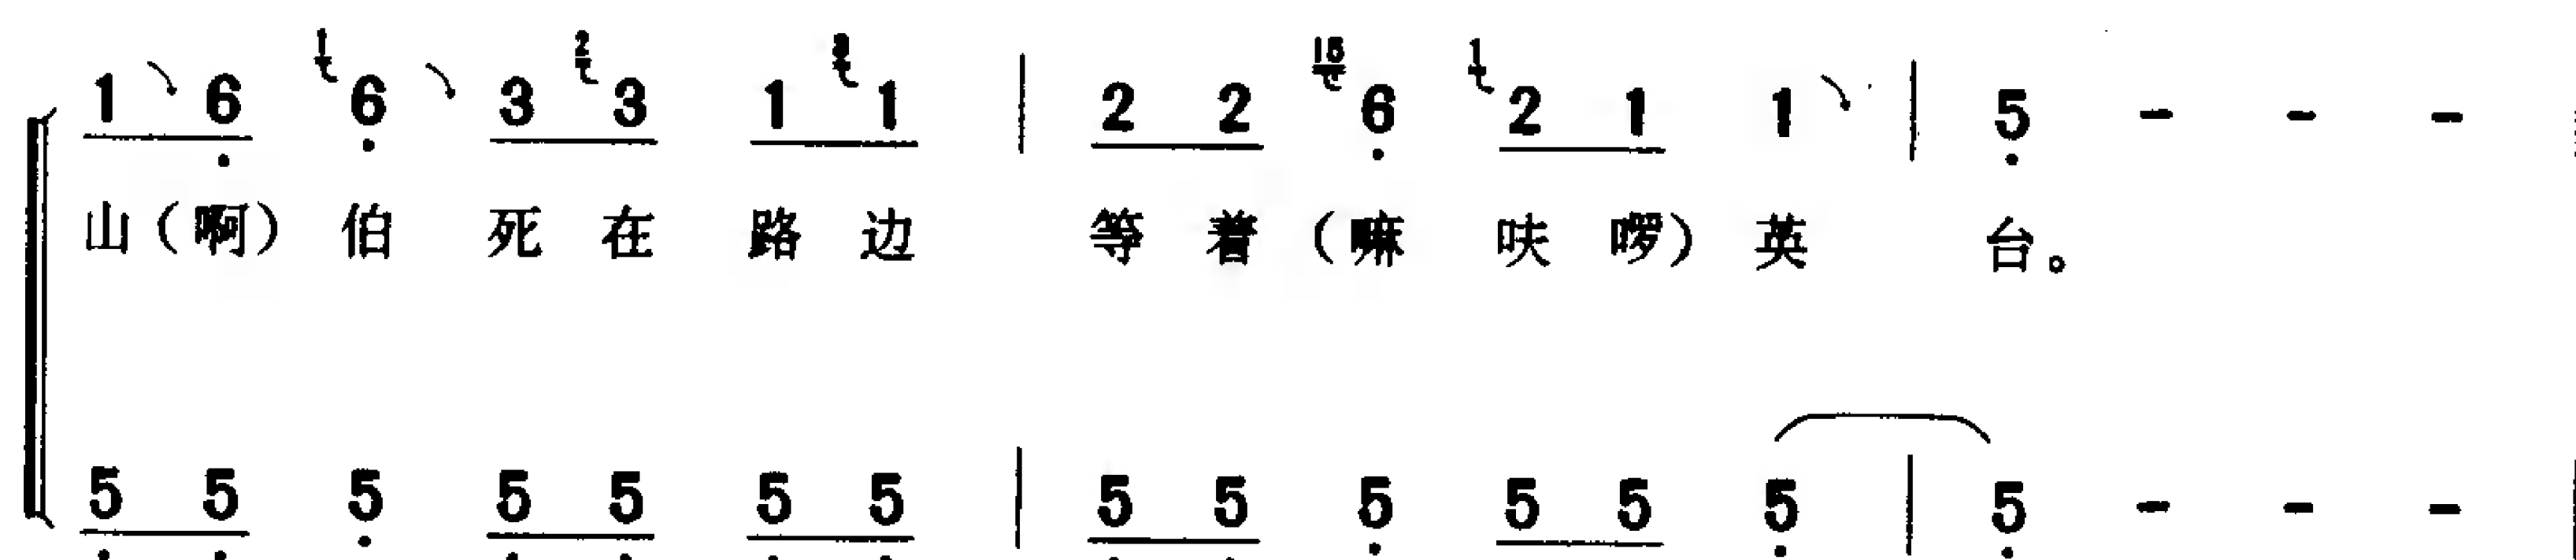 1 6 6 3 3 1 1 | 2 2 6 2 1 1 | 5 - - -
山（啊）伯 死 在 路 边 等 着（嘛 呋 啰）英 台。
5 5 5 5 5 5 5 | 5 5 5 5 5 5 | 5 - - -